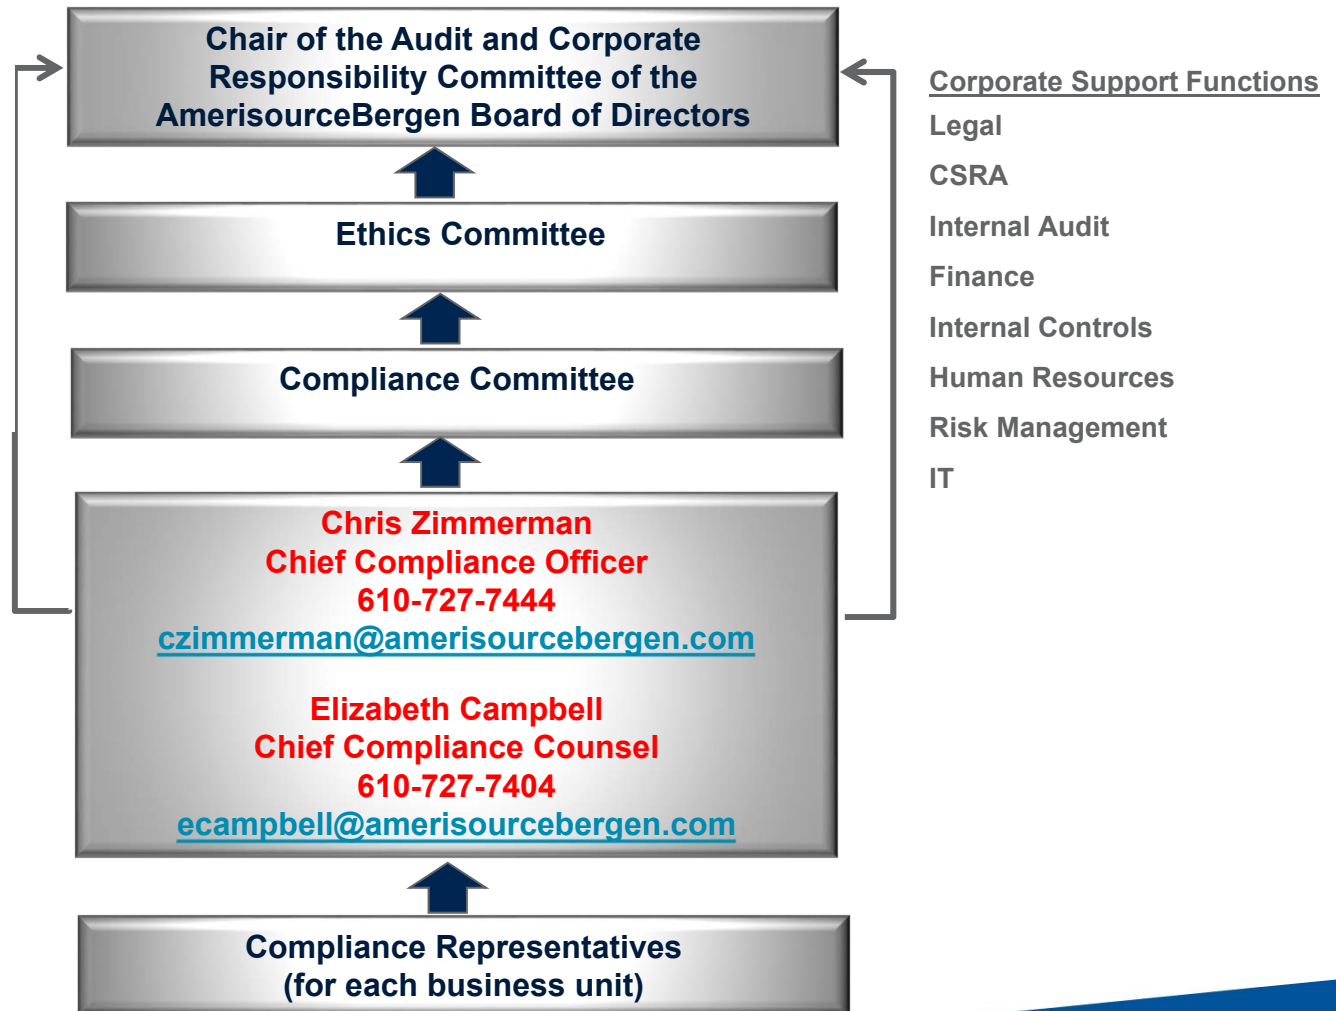 Chair of the Audit and Corporate
Responsibility Committee of the
AmerisourceBergen Board of Directors
Ethics Committee
Compliance Committee
Chris Zimmerman
Chief Compliance Officer
610-727-7444
czimmerman@amerisourcebergen.com
Elizabeth Campbell
Chief Compliance Counsel
610-727-7404
ecampbell@amerisourcebergen.com
Compliance Representatives
(for each business unit)
Corporate Support Functions
Legal
CSRA
Internal Audit
Finance
Internal Controls
Human Resources
Risk Management
IT